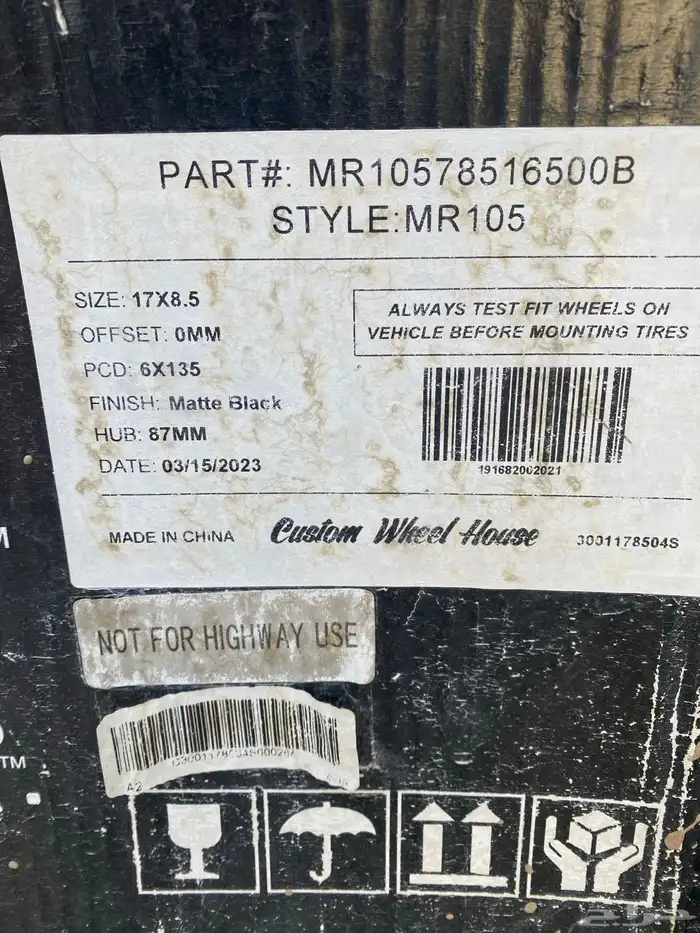 PART#: MR10578516500B
STYLE:MR105
SIZE: 17X8.5
OFFSET: 0MM
PCD: 6X135
FINISH: Matte Black
HUB: 87MM
DATE: 03/15/2023
ALWAYS TEST FIT WHEELS ON
VEHICLE BEFORE MOUNTING TIRES
191682002021
MADE IN CHINA
Custom Wheel House
3001178504S
NOT FOR HIGHWAY USE
A2
TM